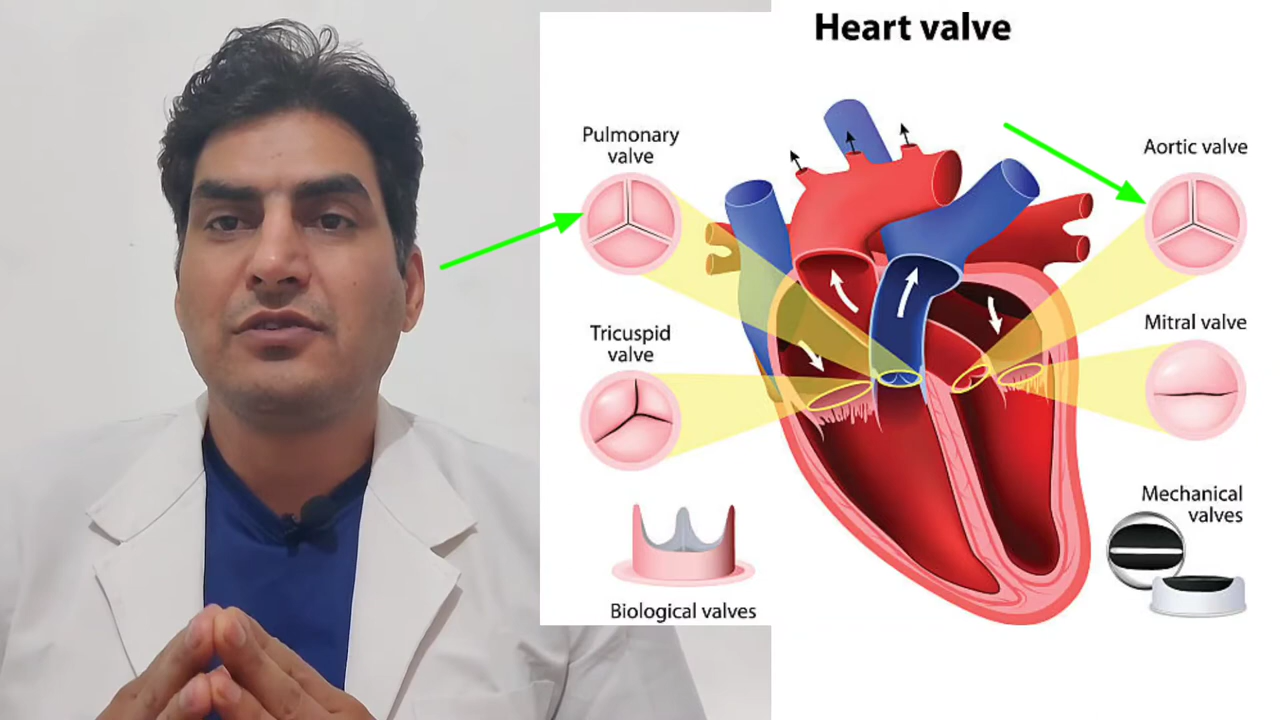 Heart valve
Pulmonary
valve
Aortic valve
Tricuspid
valve
Mitral valve
Mechanical
valves
Biological valves